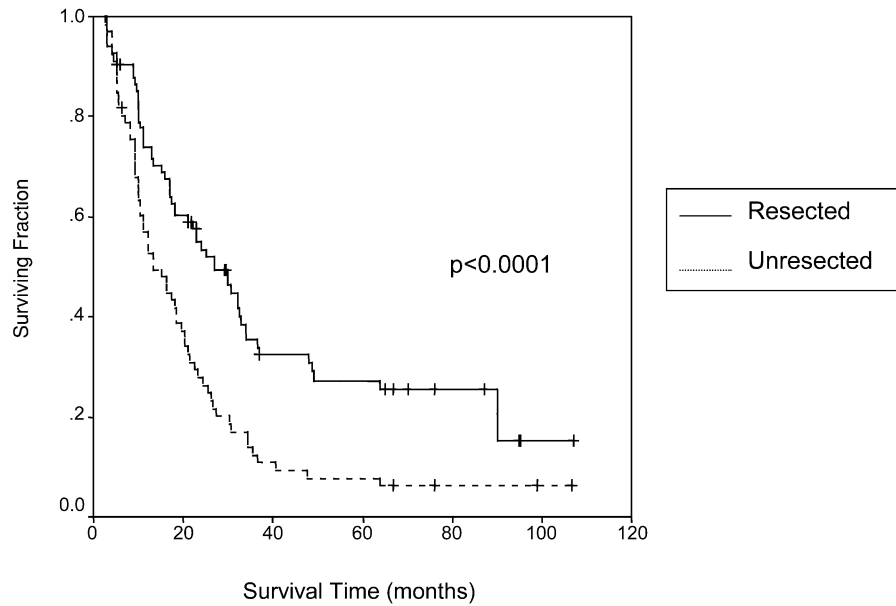 1.0
.8
.6
.4
.2
0.0
Surviving Fraction
0 20 40 60 80 100 120
Survival Time (months)
p<0.0001
Resected
Unresected